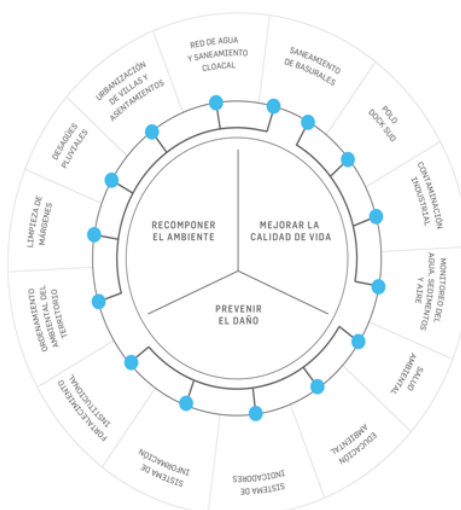 RED DE AGUA
Y SANEAMIENTO
CLOACAL
SANEAMIENTO
DE BASURALES
POLO
DOCK SUD
CONTAMINACIÓN
INDUSTRIAL
MONITOREO DEL
AGUA, SEDIMENTOS
Y AIRE
SALUD
AMBIENTAL
EDUCACIÓN
AMBIENTAL
SISTEMA DE
INDICADORES
SISTEMA DE
INFORMACIÓN
FORTALECIMIENTO
INSTITUCIONAL
ORDENAMIENTO
AMBIENTAL DEL
TERRITORIO
LIMPIEZA DE
MÁRGENES
DESAGÜES
PLUVIALES
URBANIZACIÓN
DE VILLAS Y
ASENTAMIENTOS
RECOMPONER
EL AMBIENTE
MEJORAR LA
CALIDAD DE VIDA
PREVENIR
EL DAÑO